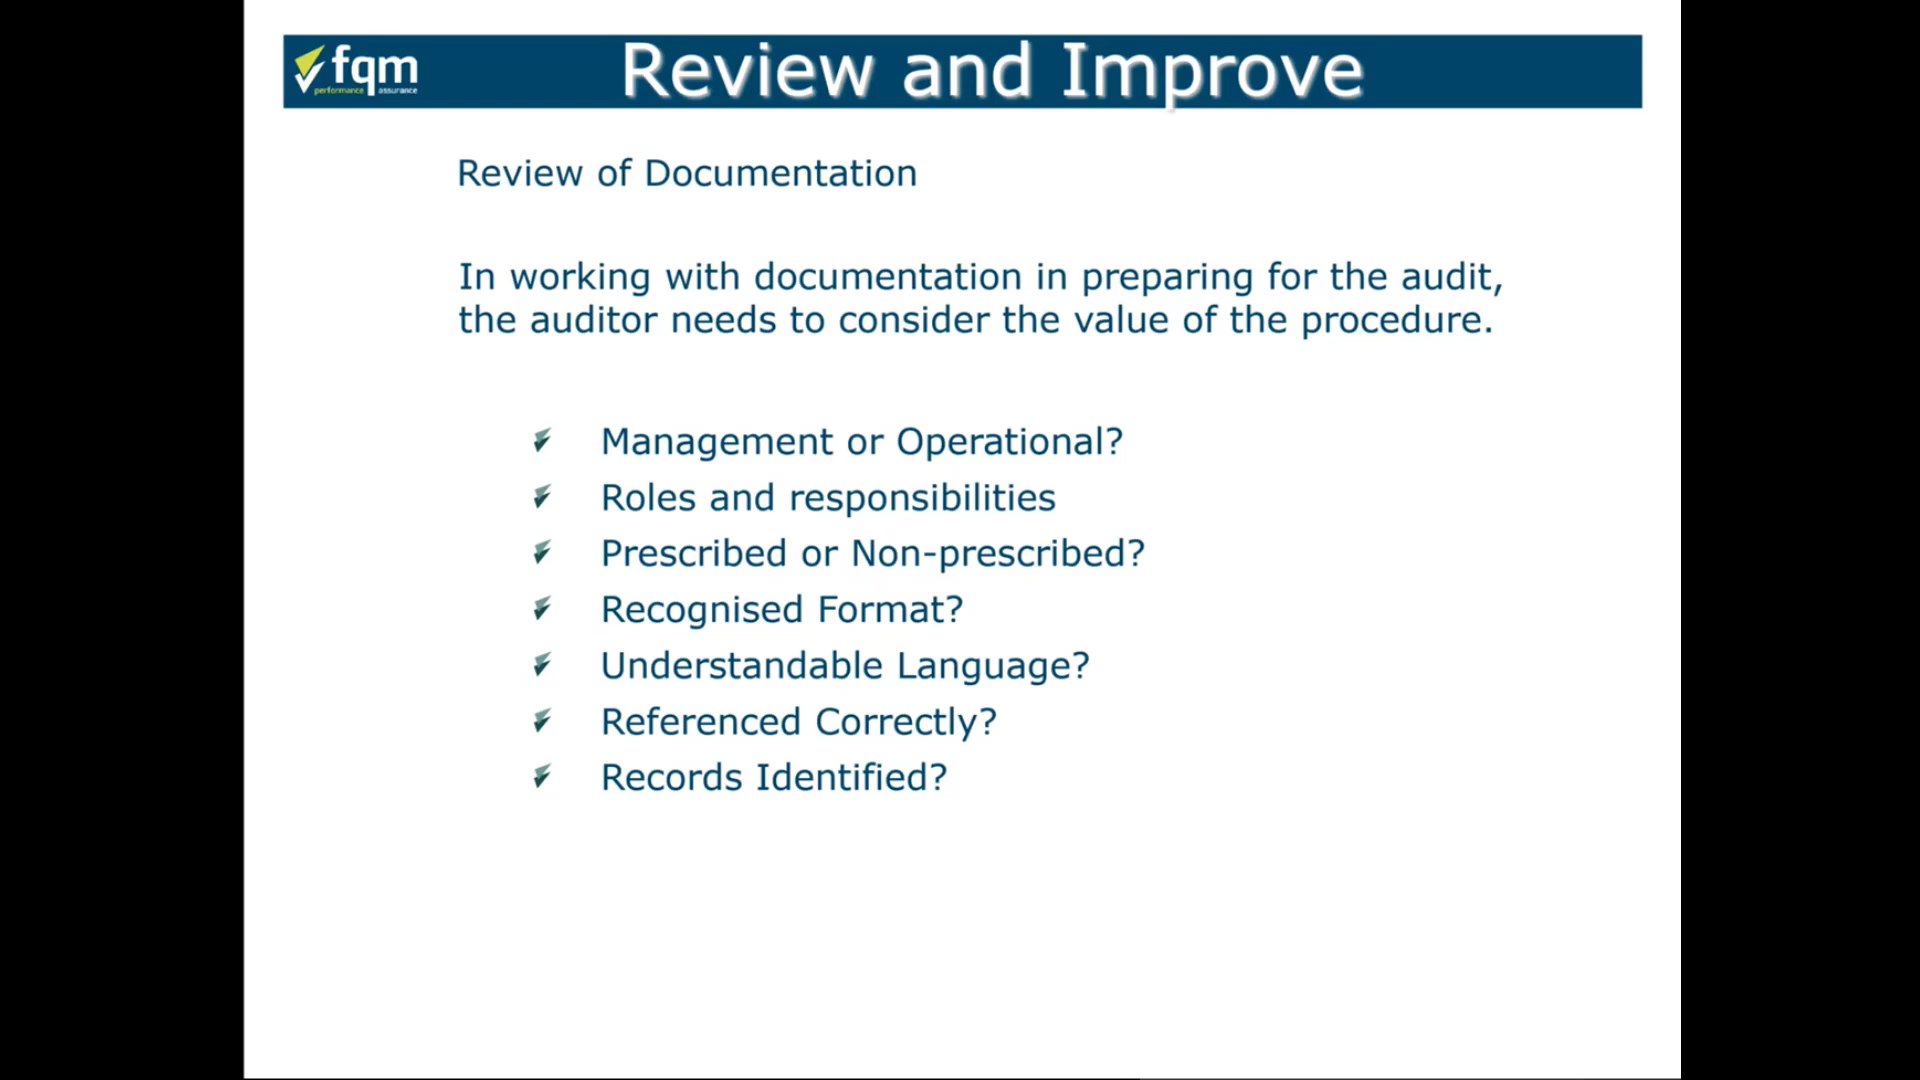 fqm
performance assurance
Review and Improve
Review of Documentation
In working with documentation in preparing for the audit,
the auditor needs to consider the value of the procedure.
Management or Operational?
Roles and responsibilities
Prescribed or Non-prescribed?
Recognised Format?
Understandable Language?
Referenced Correctly?
Records Identified?